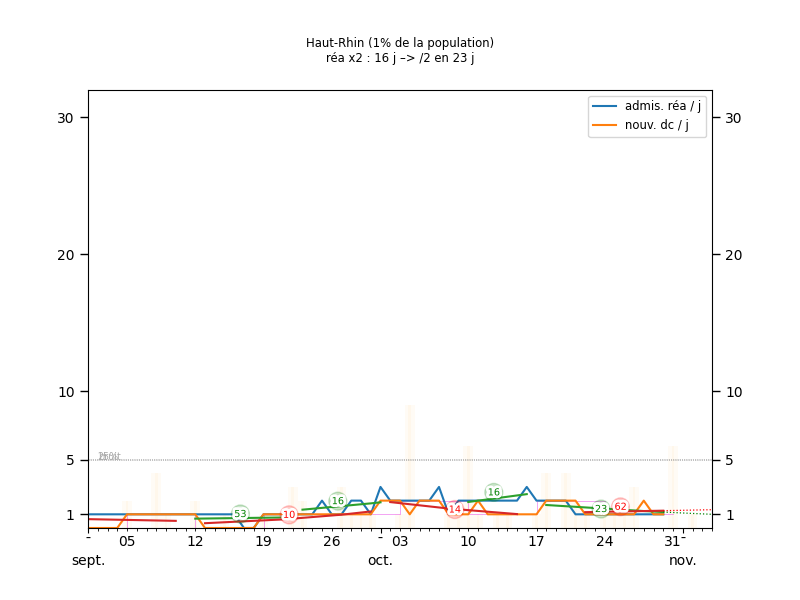 Haut-Rhin (1% de la population)
réa x2 : 16 j –> /2 en 23 j
admis. réa / j
nouv. dc / j
30
30
20
20
10
10
5
5
1
1
53
10
16
14
16
23
62
- 05 12 19 26 - 03 10 17 24 31 -
sept. oct. nov.